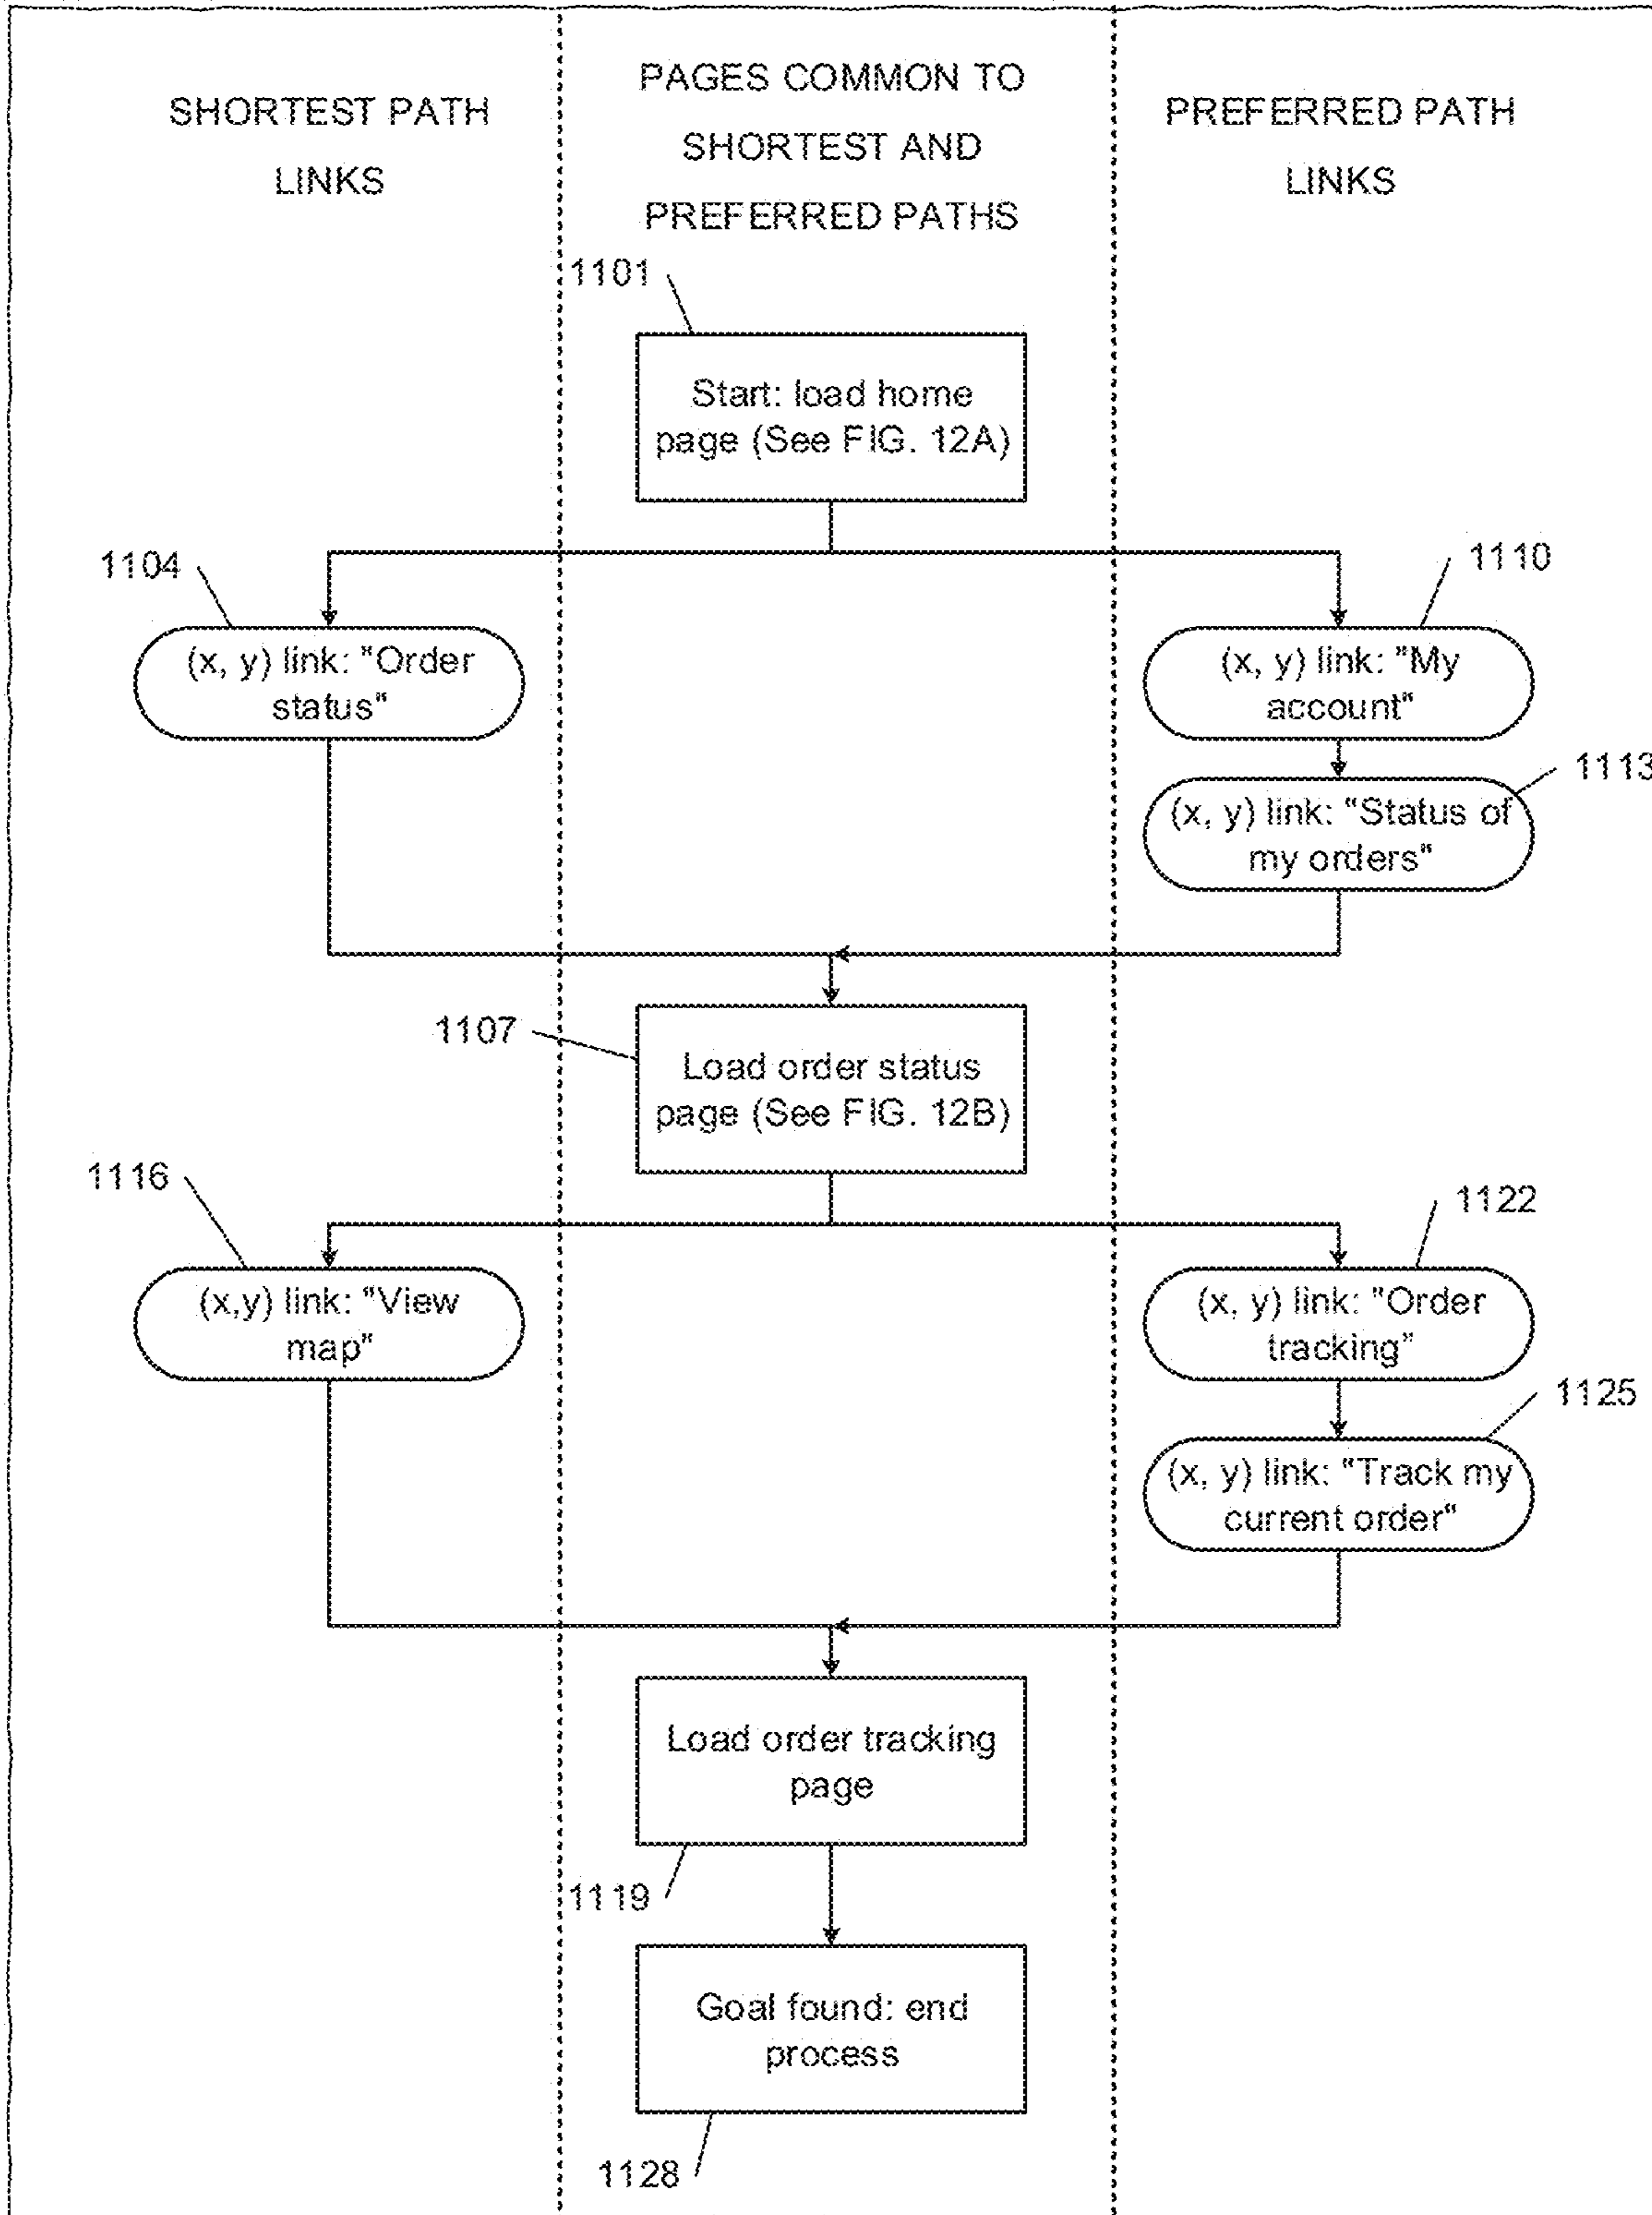 SHORTEST PATH
LINKS
PAGES COMMON TO
SHORTEST AND
PREFERRED PATHS
PREFERRED PATH
LINKS
1101
Start: load home
page (See FIG. 12A)
1104
(x, y) link: "Order
status"
1110
(x, y) link: "My
account"
1113
(x, y) link: "Status of
my orders"
1107
Load order status
page (See FIG. 12B)
1116
(x,y) link: "View
map"
1122
(x, y) link: "Order
tracking"
1125
(x, y) link: "Track my
current order"
Load order tracking
page
1119
Goal found: end
process
1128